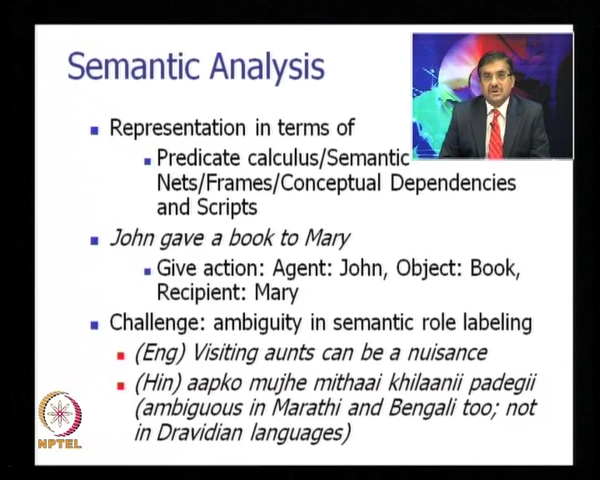 Semantic Analysis
Representation in terms of
Predicate calculus/Semantic
Nets/Frames/Conceptual Dependencies
and Scripts
John gave a book to Mary
Give action: Agent: John, Object: Book,
Recipient: Mary
Challenge: ambiguity in semantic role labeling
(Eng) Visiting aunts can be a nuisance
(Hin) aapko mujhe mithaai khilaanii padegii
(ambiguous in Marathi and Bengali too; not
in Dravidian languages)
NPTEL